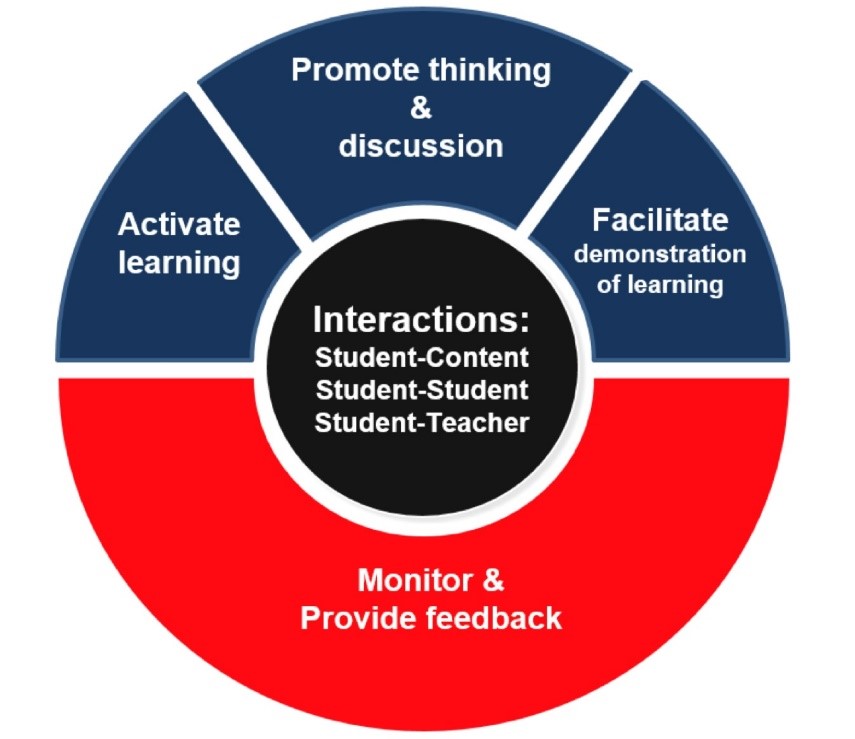 Promote thinking
&
discussion
Activate
learning
Facilitate
demonstration
of learning
Interactions:
Student-Content
Student-Student
Student-Teacher
Monitor &
Provide feedback